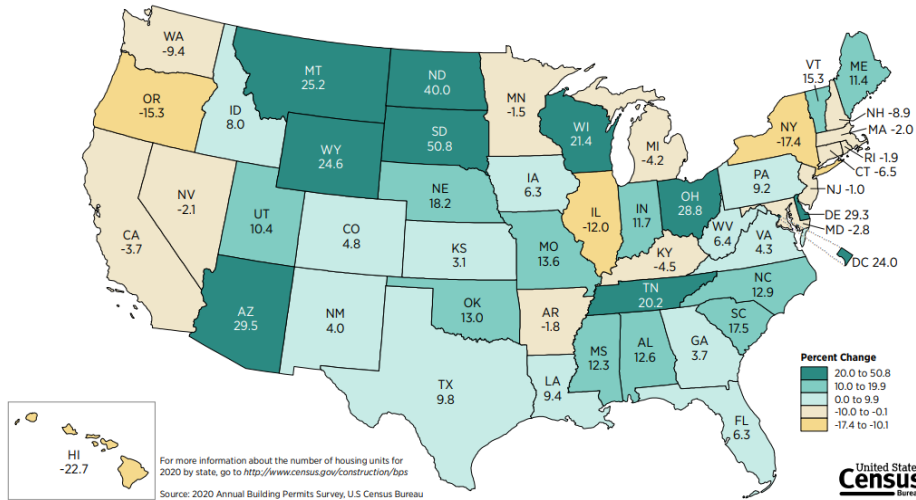 WA
-9.4
MT
25.2
ND
40.0
MN
-1.5
VT
15.3
ME
11.4
OR
-15.3
ID
8.0
SD
50.8
WI
21.4
MI
-4.2
NY
-17.4
NH -8.9
MA -2.0
RI -1.9
CT -6.5
WY
24.6
IA
6.3
PA
9.2
NJ -1.0
NV
-2.1
UT
10.4
NE
18.2
IL
-12.0
IN
11.7
OH
28.8
DE 29.3
MD -2.8
CA
-3.7
CO
4.8
KS
3.1
MO
13.6
KY
-4.5
WV
6.4
VA
4.3
DC 24.0
AZ
29.5
NM
4.0
OK
13.0
AR
-1.8
TN
20.2
NC
12.9
SC
17.5
TX
9.8
LA
9.4
MS
12.3
AL
12.6
GA
3.7
FL
6.3
HI
-22.7
Percent Change
20.0 to 50.8
10.0 to 19.9
0.0 to 9.9
-10.0 to -0.1
-17.4 to -10.1
For more information about the number of housing units for
2020 by state, go to http://www.census.gov/construction/bps
Source: 2020 Annual Building Permits Survey, U.S Census Bureau
United State
Census
Burea